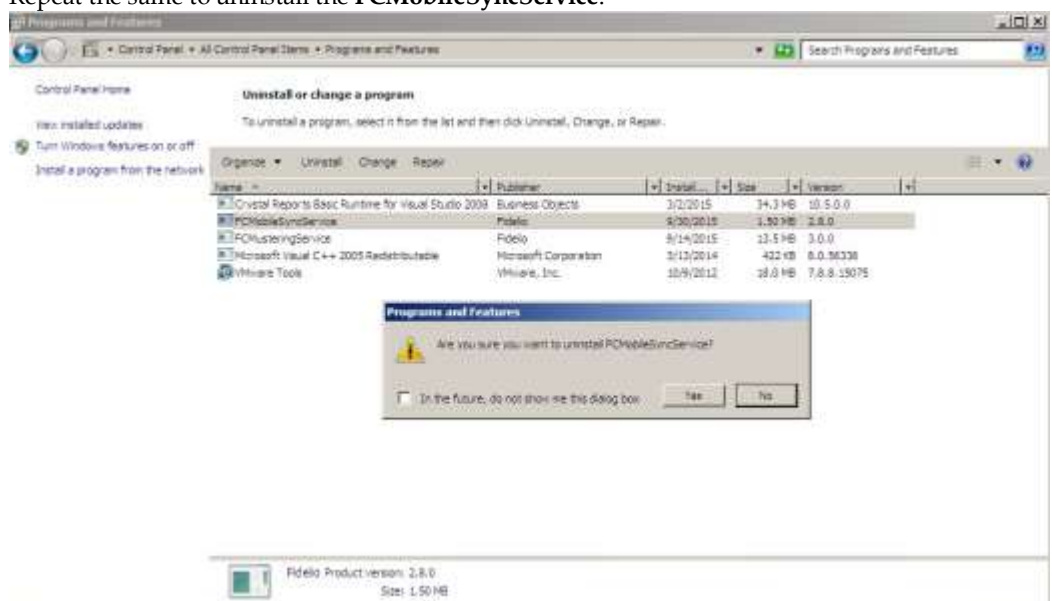 Repeat the same to uninstall the FCMobileSyncService.
Programs and Features
Control Panel All Control Panel Items Programs and Features Search Programs and Features
Control Panel Home
Uninstall or change a program
View installed updates
To uninstall a program, select it from the list and then click Uninstall, Change, or Repair.
Turn Windows features on or off
Install a program from the network
Organize Uninstall Change Repair
Name Publisher Install... Size Version
Crystal Reports Basic Runtime for Visual Studio 2008 Business Objects 3/2/2015 34.3 MB 10.5.0.0
FCMobileSyncService Fidelio 9/30/2015 1.50 MB 2.8.0
FCMusteringService Fidelio 9/14/2015 13.5 MB 3.0.0
Microsoft Visual C++ 2005 Redistributable Microsoft Corporation 3/13/2014 422 KB 8.0.56336
VMware Tools VMware, Inc. 10/9/2012 18.0 MB 7.8.8.15075
Programs and Features
Are you sure you want to uninstall FCMobileSyncService?
In the future, do not show me this dialog box Yes No
Fidelio Product version: 2.8.0
Size: 1.50 MB